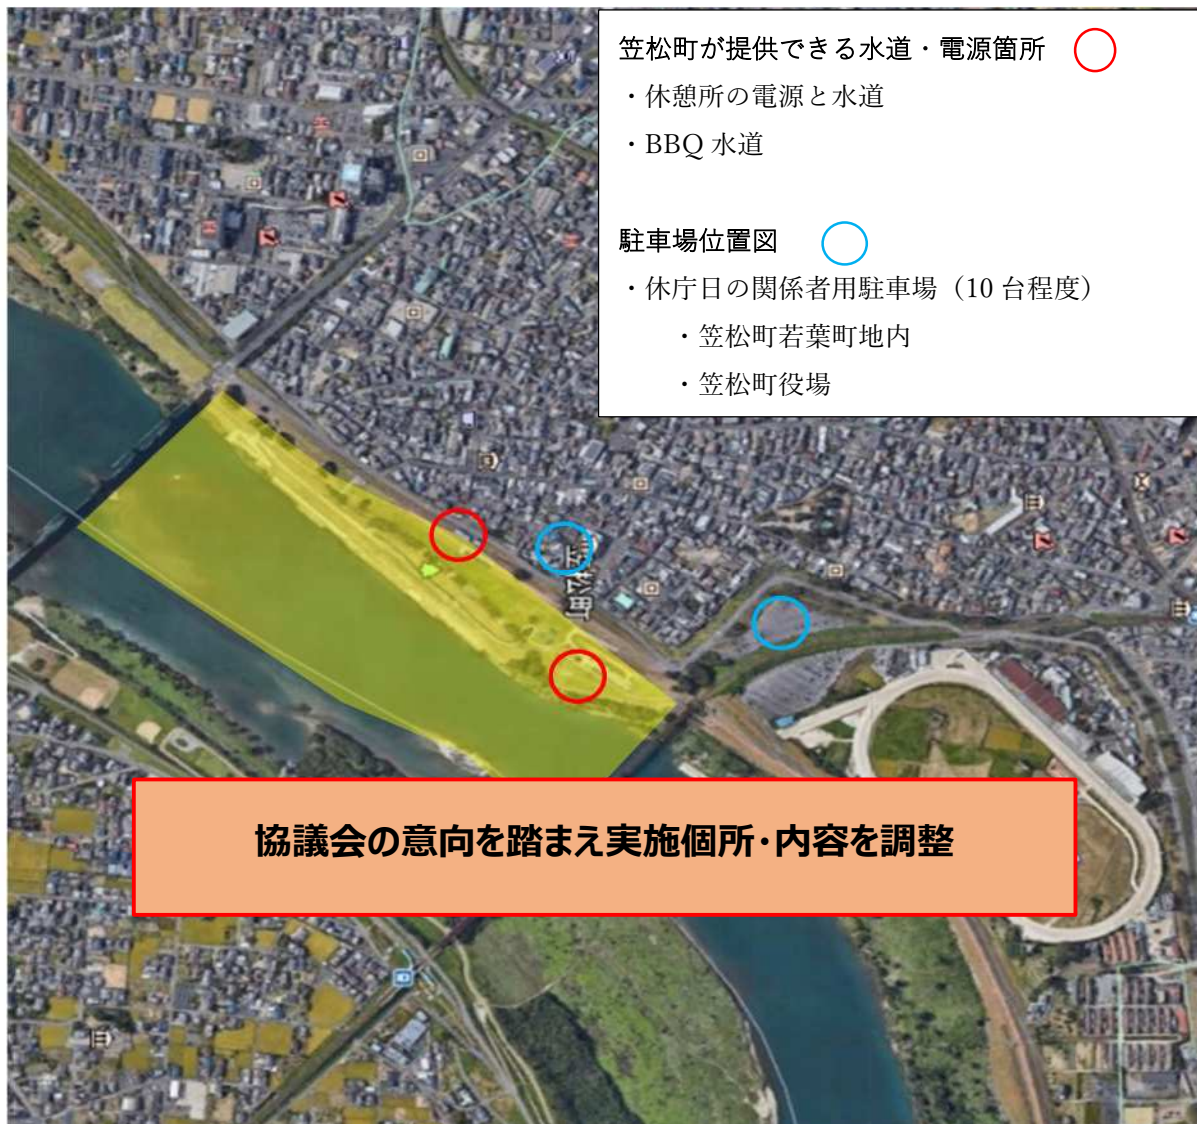 笠松町が提供できる水道・電源箇所
・休憩所の電源と水道
・BBQ 水道
駐車場位置図
・休庁日の関係者用駐車場（10 台程度）
・笠松町若葉町地内
・笠松町役場
笠松町
協議会の意向を踏まえ実施個所・内容を調整